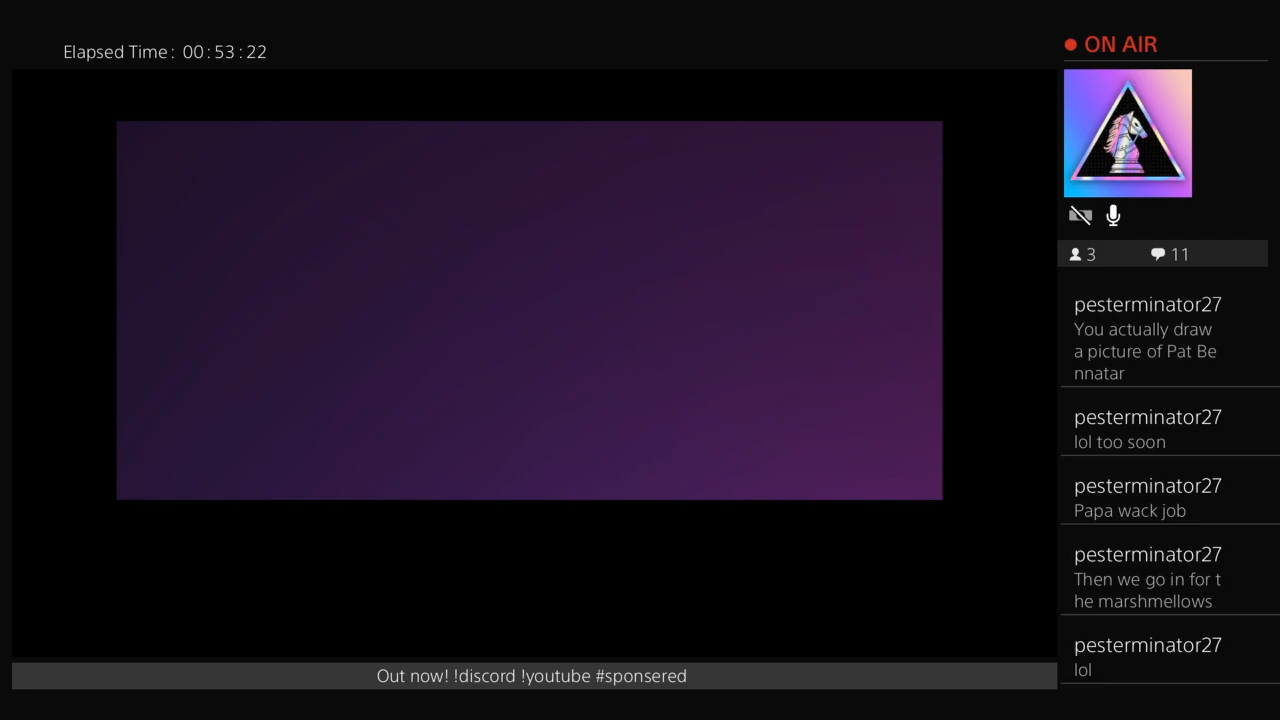 Elapsed Time: 00:53:22
ON AIR
3 11
pesterminator27
You actually draw
a picture of Pat Be
nnatar
pesterminator27
lol too soon
pesterminator27
Papa wack job
pesterminator27
Then we go in for t
he marshmellows
pesterminator27
lol
Out now! !discord !youtube #sponsered